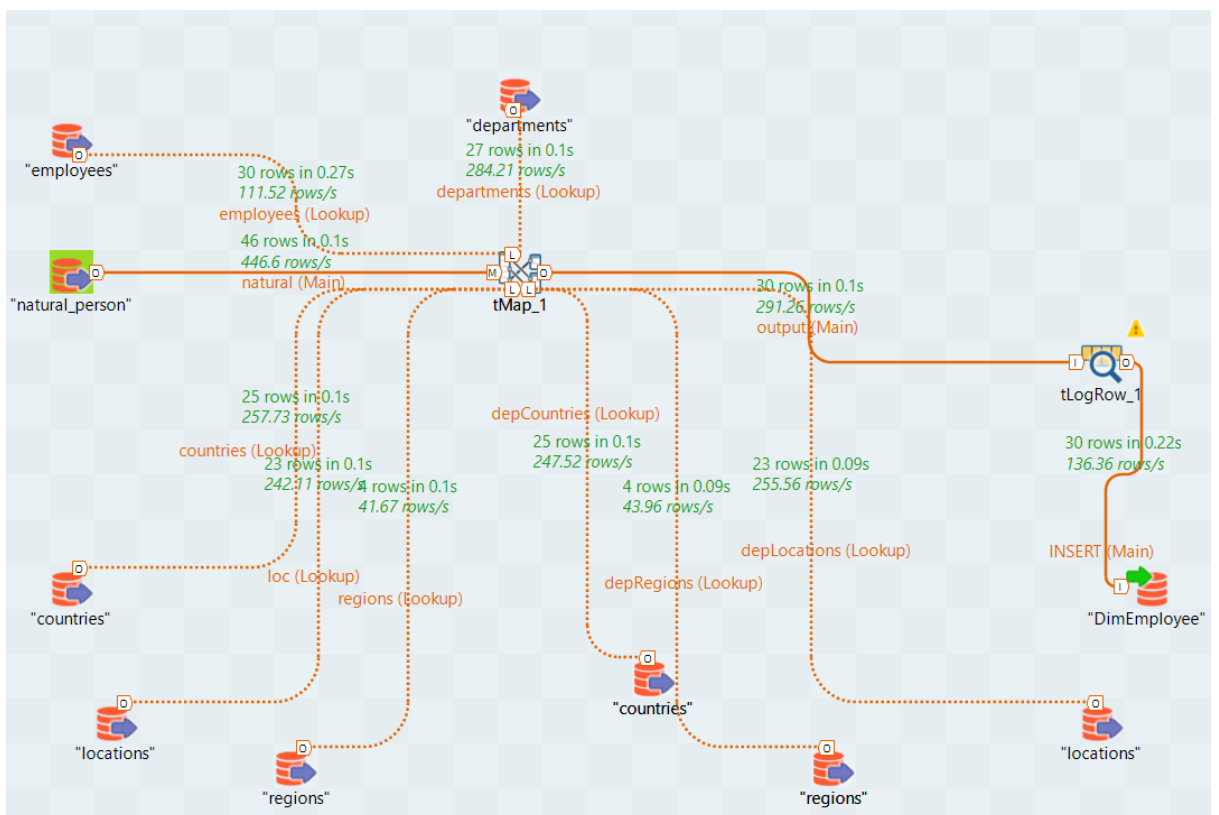 "departments"
27 rows in 0.1s
284.21 rows/s
departments (Lookup)
"employees"
30 rows in 0.27s
111.52 rows/s
employees (Lookup)
O
O
L
"natural_person"
O
46 rows in 0.1s
446.6 rows/s
natural (Main)
M
O
L
L
tMap_1
30 rows in 0.1s
291.26 rows/s
output (Main)
I
O
tLogRow_1
25 rows in 0.1s
257.73 rows/s
countries (Lookup)
23 rows in 0.1s
242.11 rows/s
4 rows in 0.1s
41.67 rows/s
depCountries (Lookup)
25 rows in 0.1s
247.52 rows/s
4 rows in 0.09s
43.96 rows/s
23 rows in 0.09s
255.56 rows/s
30 rows in 0.22s
136.36 rows/s
depLocations (Lookup)
INSERT (Main)
loc (Lookup)
regions (Lookup)
depRegions (Lookup)
O
"countries"
I
"DimEmployee"
O
"countries"
O
"locations"
O
"regions"
O
"regions"
O
"locations"